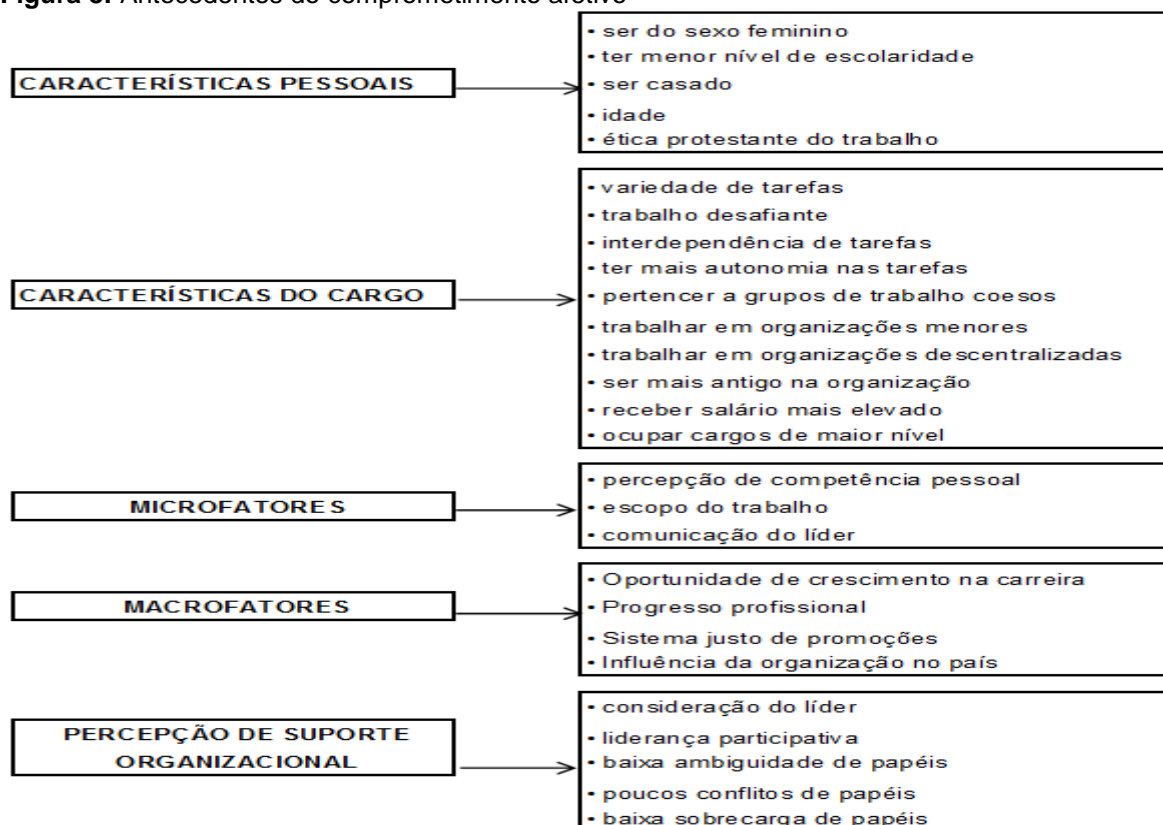 Figura 3. Antecedentes do comprometimento afetivo
CARACTERÍSTICAS PESSOAIS
• ser do sexo feminino
• ter menor nível de escolaridade
• ser casado
• idade
• ética protestante do trabalho
CARACTERÍSTICAS DO CARGO
• variedade de tarefas
• trabalho desafiante
• interdependência de tarefas
• ter mais autonomia nas tarefas
• pertencer a grupos de trabalho coesos
• trabalhar em organizações menores
• trabalhar em organizações descentralizadas
• ser mais antigo na organização
• receber salário mais elevado
• ocupar cargos de maior nível
MICROFATORES
• percepção de competência pessoal
• escopo do trabalho
• comunicação do líder
MACROFATORES
• Oportunidade de crescimento na carreira
• Progresso profissional
• Sistema justo de promoções
• Influência da organização no país
PERCEPÇÃO DE SUPORTE
ORGANIZACIONAL
• consideração do líder
• liderança participativa
• baixa ambiguidade de papéis
• poucos conflitos de papéis
• baixa sobrecarga de papéis